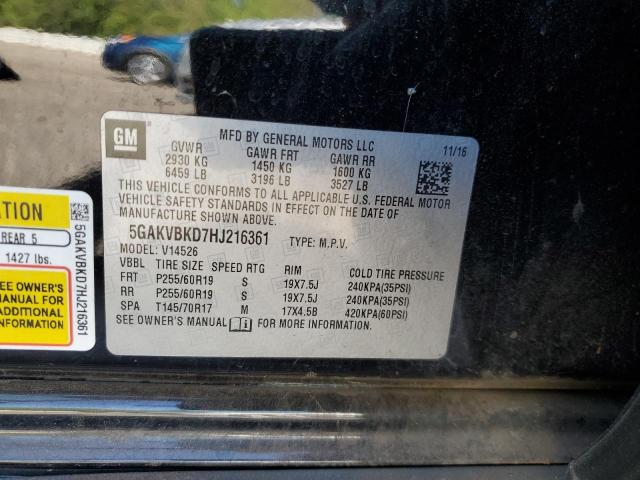 GM
MFD BY GENERAL MOTORS LLC
11/16
GVWR GAWR FRT GAWR RR
2930 KG 1450 KG 1600 KG
6459 LB 3196 LB 3527 LB
THIS VEHICLE CONFORMS TO ALL APPLICABLE U.S. FEDERAL MOTOR
VEHICLE SAFETY STANDARDS IN EFFECT ON THE DATE OF
MANUFACTURE SHOWN ABOVE.
5GAKVBKD7HJ216361 TYPE: M.P.V.
MODEL: V14526
VBBL TIRE SIZE SPEED RTG RIM COLD TIRE PRESSURE
FRT P255/60R19 S 19X7.5J 240KPA(35PSI)
RR P255/60R19 S 19X7.5J 240KPA(35PSI)
SPA T145/70R17 M 17X4.5B 420KPA(60PSI)
SEE OWNER'S MANUAL FOR MORE INFORMATION.
ATION
REAR 5
1427 lbs.
SEE OWNER'S
MANUAL FOR
ADDITIONAL
INFORMATION
5GAKVBKD7HJ216361